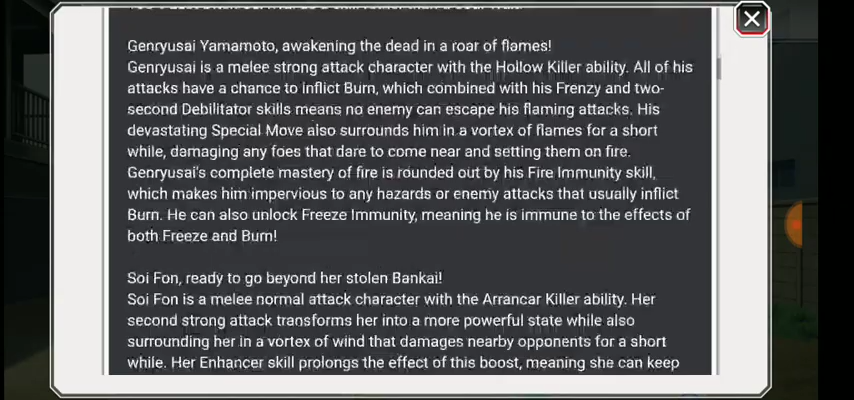 Genryusai Yamamoto, awakening the dead in a roar of flames!
Genryusai is a melee strong attack character with the Hollow Killer ability. All of his
attacks have a chance to inflict Burn, which combined with his Frenzy and two-
second Debilitator skills means no enemy can escape his flaming attacks. His
devastating Special Move also surrounds him in a vortex of flames for a short
while, damaging any foes that dare to come near and setting them on fire.
Genryusai's complete mastery of fire is rounded out by his Fire Immunity skill,
which makes him impervious to any hazards or enemy attacks that usually inflict
Burn. He can also unlock Freeze Immunity, meaning he is immune to the effects of
both Freeze and Burn!
Soi Fon, ready to go beyond her stolen Bankai!
Soi Fon is a melee normal attack character with the Arrancar Killer ability. Her
second strong attack transforms her into a more powerful state while also
surrounding her in a vortex of wind that damages nearby opponents for a short
while. Her Enhancer skill prolongs the effect of this boost, meaning she can keep